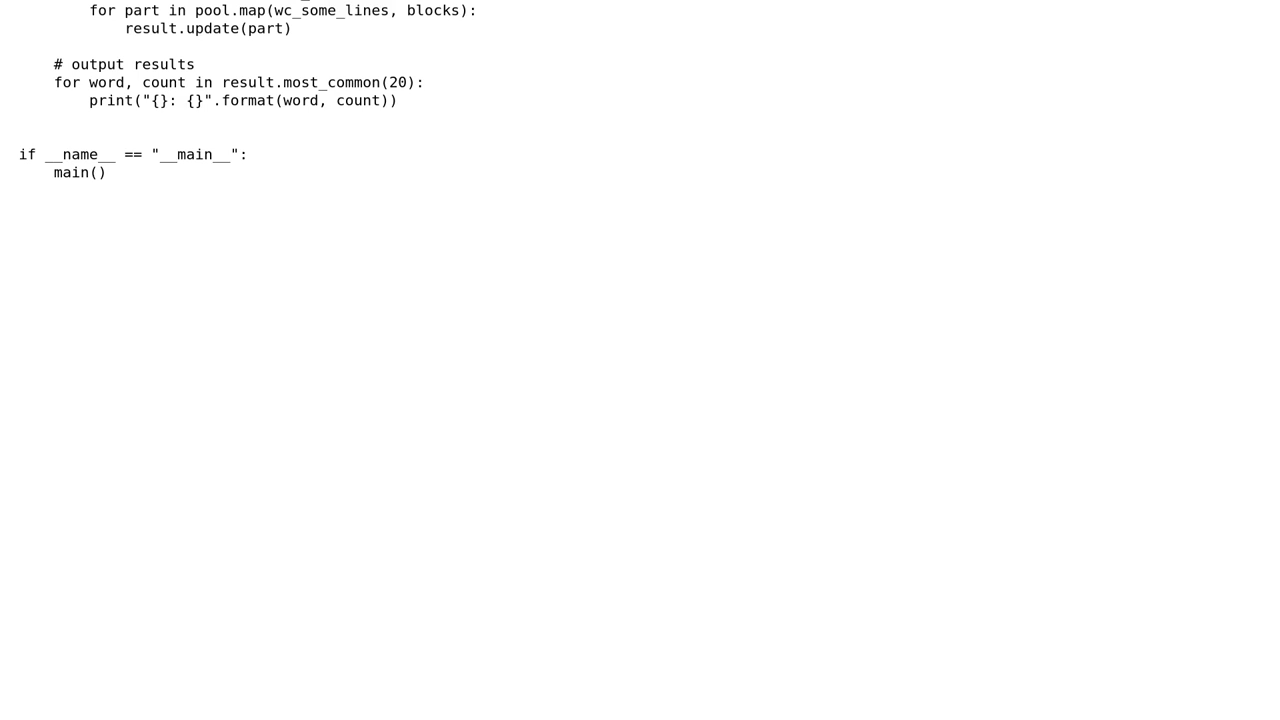 for part in pool.map(wc_some_lines, blocks):
            result.update(part)

    # output results
    for word, count in result.most_common(20):
        print("{}: {}".format(word, count))


if __name__ == "__main__":
    main()